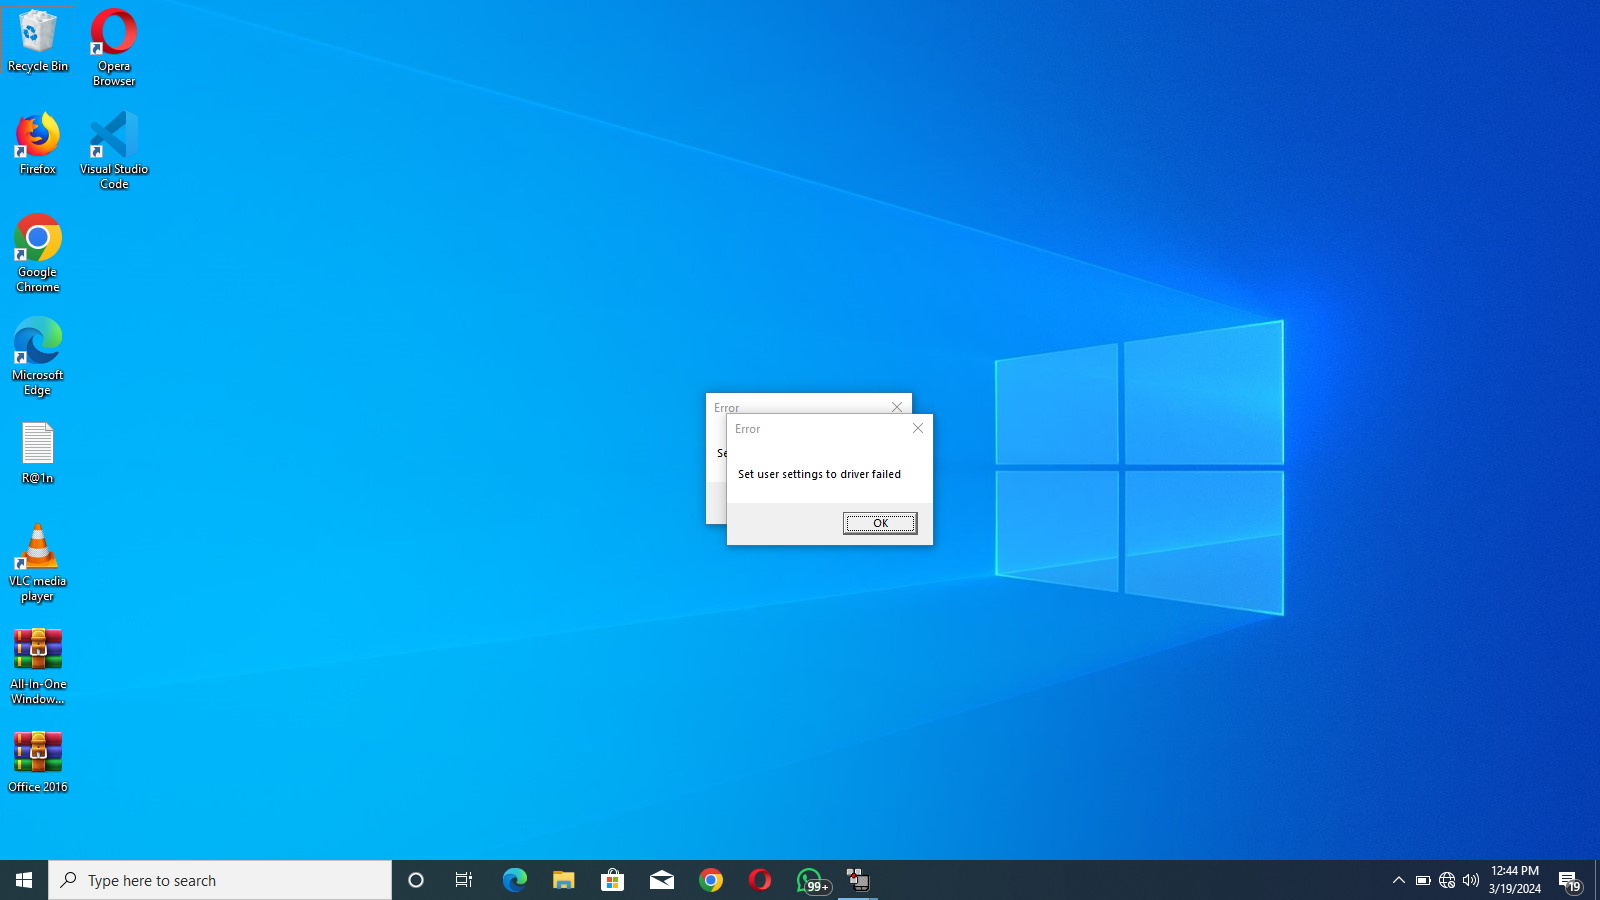 Recycle Bin
Opera
Browser
Firefox
Visual Studio
Code
Google
Chrome
Microsoft
Edge
R@1n
VLC media
player
All-In-One
Window...
Office 2016
Error
Se
Error
Set user settings to driver failed
OK
Type here to search
99+
12:44 PM
3/19/2024
19